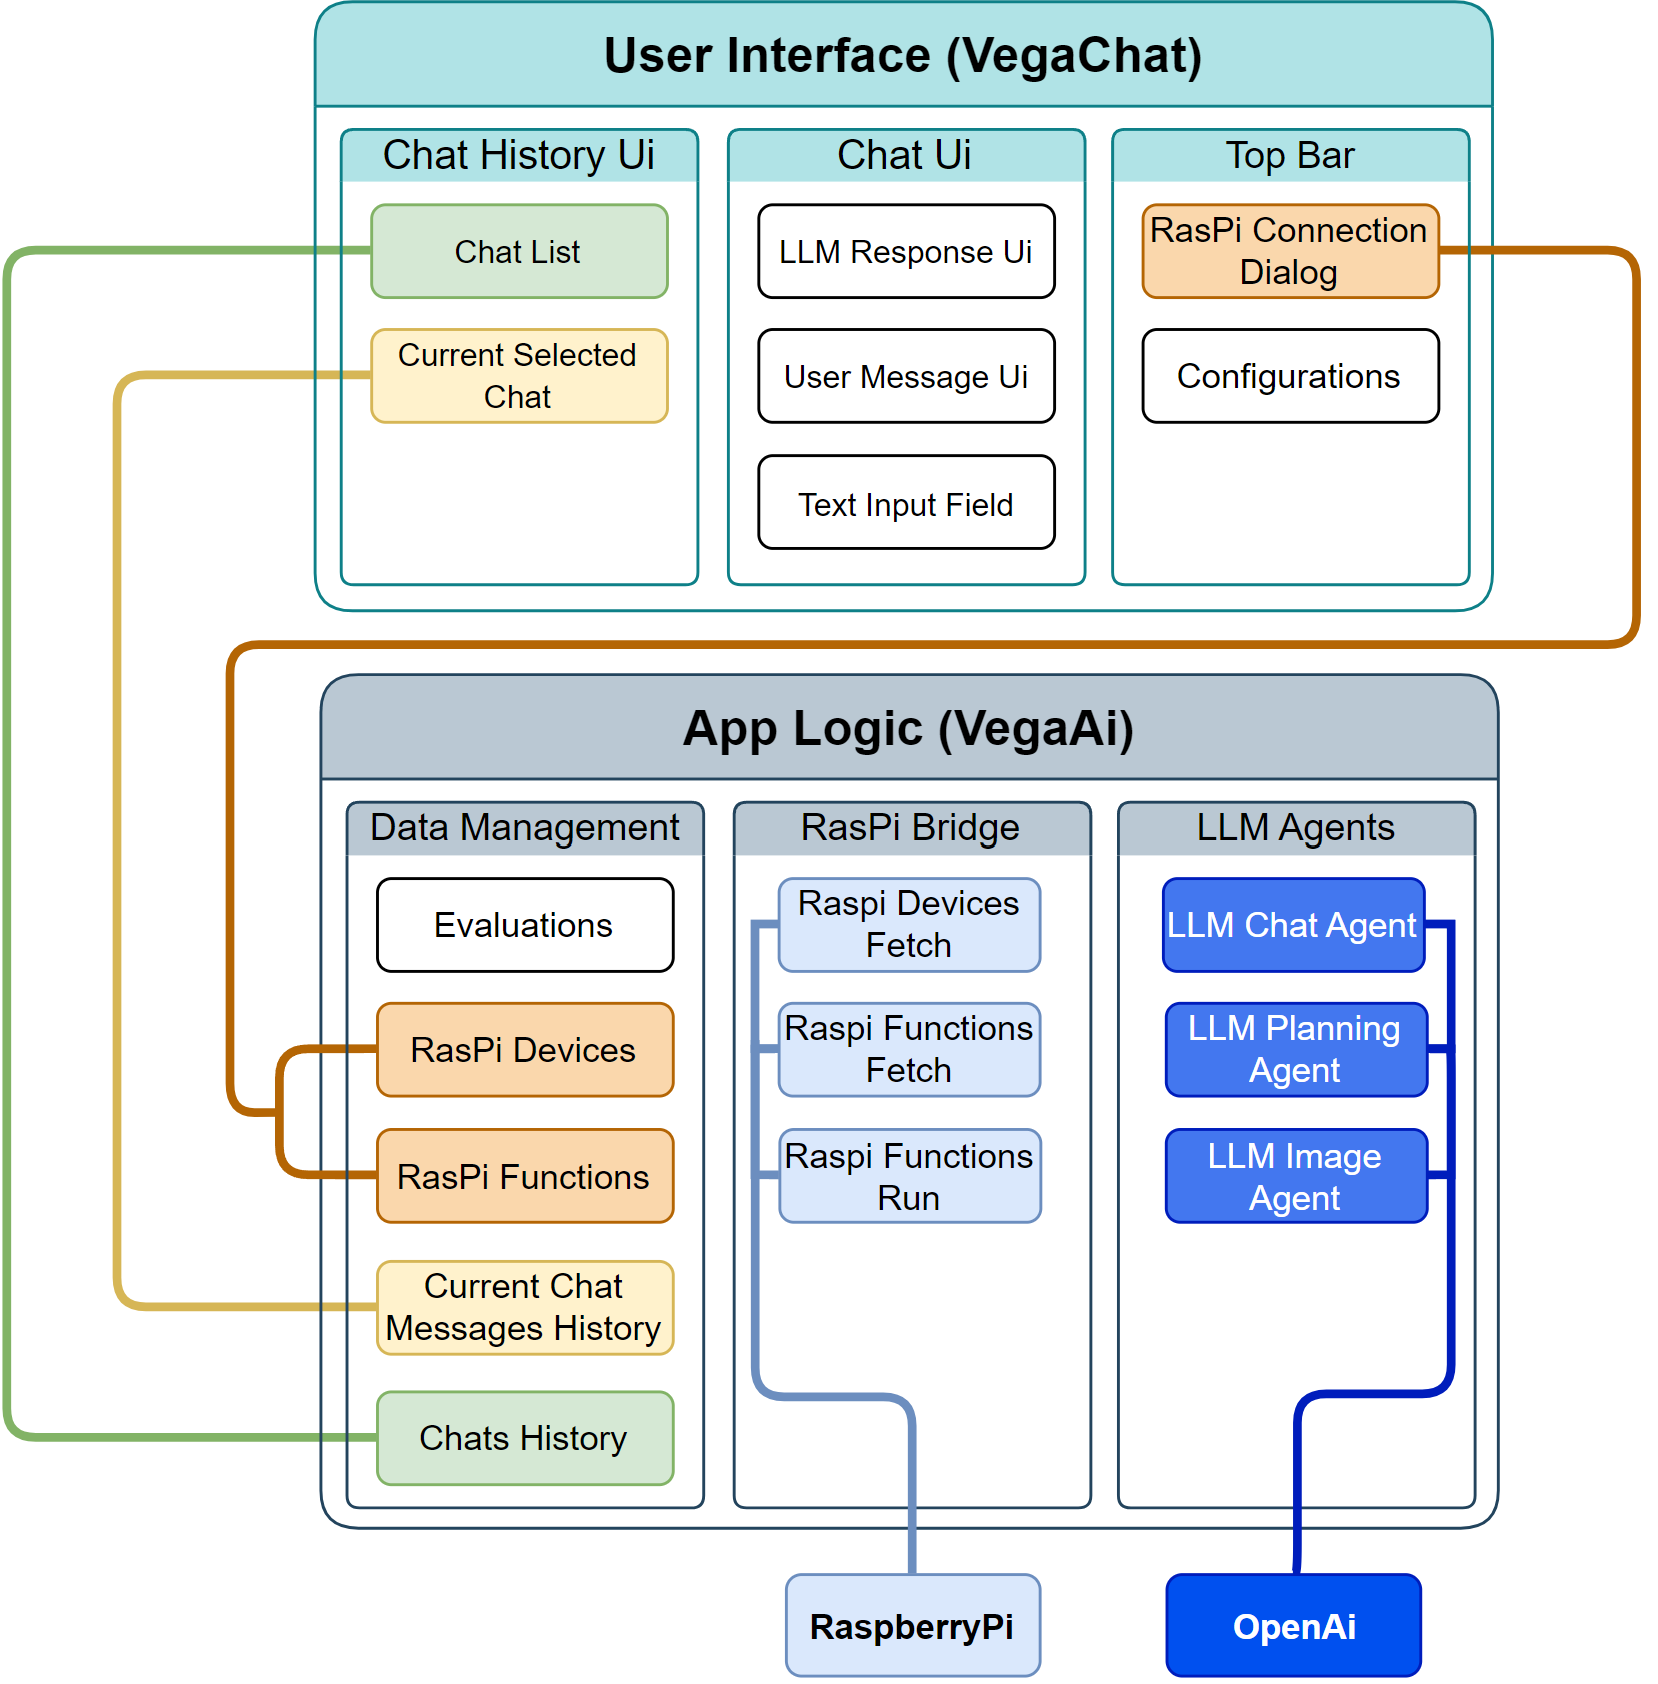 User Interface (VegaChat)
Chat History Ui
Chat List
Current Selected
Chat
Chat Ui
LLM Response Ui
User Message Ui
Text Input Field
Top Bar
RasPi Connection
Dialog
Configurations
App Logic (VegaAi)
Data Management
Evaluations
RasPi Devices
RasPi Functions
Current Chat
Messages History
Chats History
RasPi Bridge
Raspi Devices
Fetch
Raspi Functions
Fetch
Raspi Functions
Run
LLM Agents
LLM Chat Agent
LLM Planning
Agent
LLM Image
Agent
RaspberryPi
OpenAi